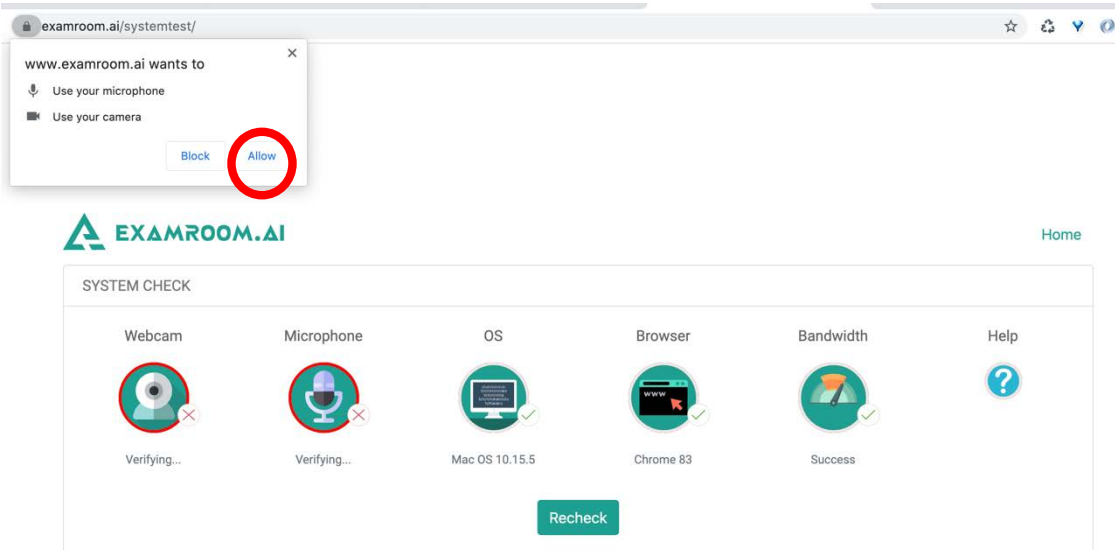 examroom.ai/systemtest/
www.examroom.ai wants to
Use your microphone
Use your camera
Block Allow
EXAMROOM.AI
Home
SYSTEM CHECK
Webcam Microphone OS Browser Bandwidth Help
www
?
Verifying... Verifying... Mac OS 10.15.5 Chrome 83 Success
Recheck